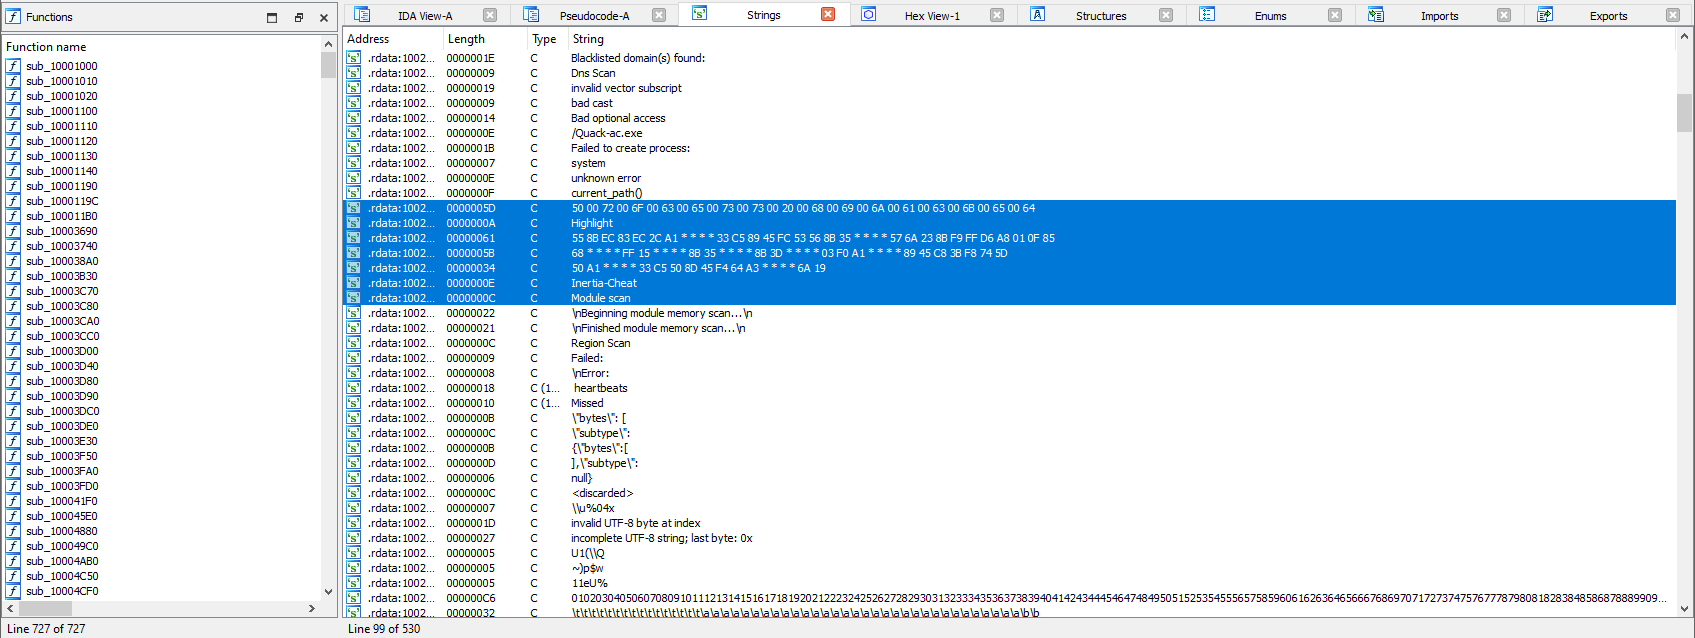 Functions
IDA View-A Pseudocode-A Strings Hex View-1 Structures Enums Imports Exports
Function name
Address Length Type String
sub_10001000
sub_10001010
sub_10001020
sub_10001100
sub_10001110
sub_10001120
sub_10001130
sub_10001140
sub_10001190
sub_1000119C
sub_100011B0
sub_10003690
sub_10003740
sub_100038A0
sub_10003B30
sub_10003C70
sub_10003C80
sub_10003CA0
sub_10003CC0
sub_10003D00
sub_10003D40
sub_10003D80
sub_10003D90
sub_10003DC0
sub_10003DE0
sub_10003E30
sub_10003F50
sub_10003FA0
sub_10003FD0
sub_100041F0
sub_100045E0
sub_10004880
sub_100049C0
sub_10004AB0
sub_10004C50
sub_10004CF0
Line 727 of 727
.rdata:1002... 0000001E C Blacklisted domain(s) found:
.rdata:1002... 00000009 C Dns Scan
.rdata:1002... 00000019 C invalid vector subscript
.rdata:1002... 00000009 C bad cast
.rdata:1002... 00000014 C Bad optional access
.rdata:1002... 0000000E C /Quack-ac.exe
.rdata:1002... 0000001B C Failed to create process:
.rdata:1002... 00000007 C system
.rdata:1002... 0000000E C unknown error
.rdata:1002... 0000000F C current_path()
.rdata:1002... 0000005D C 50 00 72 00 6F 00 63 00 65 00 73 00 73 00 20 00 68 00 69 00 6A 00 61 00 63 00 6B 00 65 00 64
.rdata:1002... 0000000A C Highlight
.rdata:1002... 00000061 C 55 8B EC 83 EC 2C A1 * * * * 33 C5 89 45 FC 53 56 8B 35 * * * * 57 6A 23 8B F9 FF D6 A8 01 0F 85
.rdata:1002... 0000005B C 68 * * * * FF 15 * * * * 8B 35 * * * * 8B 3D * * * * 03 F0 A1 * * * * 89 45 C8 3B F8 74 5D
.rdata:1002... 00000034 C 50 A1 * * * * 33 C5 50 8D 45 F4 64 A3 * * * * 6A 19
.rdata:1002... 0000000E C Inertia-Cheat
.rdata:1002... 0000000C C Module scan
.rdata:1002... 00000022 C \nBeginning module memory scan...\n
.rdata:1002... 00000021 C \nFinished module memory scan...\n
.rdata:1002... 0000000C C Region Scan
.rdata:1002... 00000009 C Failed:
.rdata:1002... 00000008 C \nError:
.rdata:1002... 00000018 C (1... heartbeats
.rdata:1002... 00000010 C (1... Missed
.rdata:1002... 0000000B C \"bytes\": [
.rdata:1002... 0000000C C \"subtype\":
.rdata:1002... 0000000B C {\"bytes\":[
.rdata:1002... 0000000D C ],\"subtype\":
.rdata:1002... 00000006 C null}
.rdata:1002... 0000000C C <discarded>
.rdata:1002... 00000007 C \\u%04x
.rdata:1002... 0000001D C invalid UTF-8 byte at index
.rdata:1002... 00000027 C incomplete UTF-8 string; last byte: 0x
.rdata:1002... 00000005 C U1(\\Q
.rdata:1002... 00000005 C ~)p$w
.rdata:1002... 00000005 C 11eU%
.rdata:1002... 000000C6 C
.rdata:1002... 00000032 C
Line 99 of 530